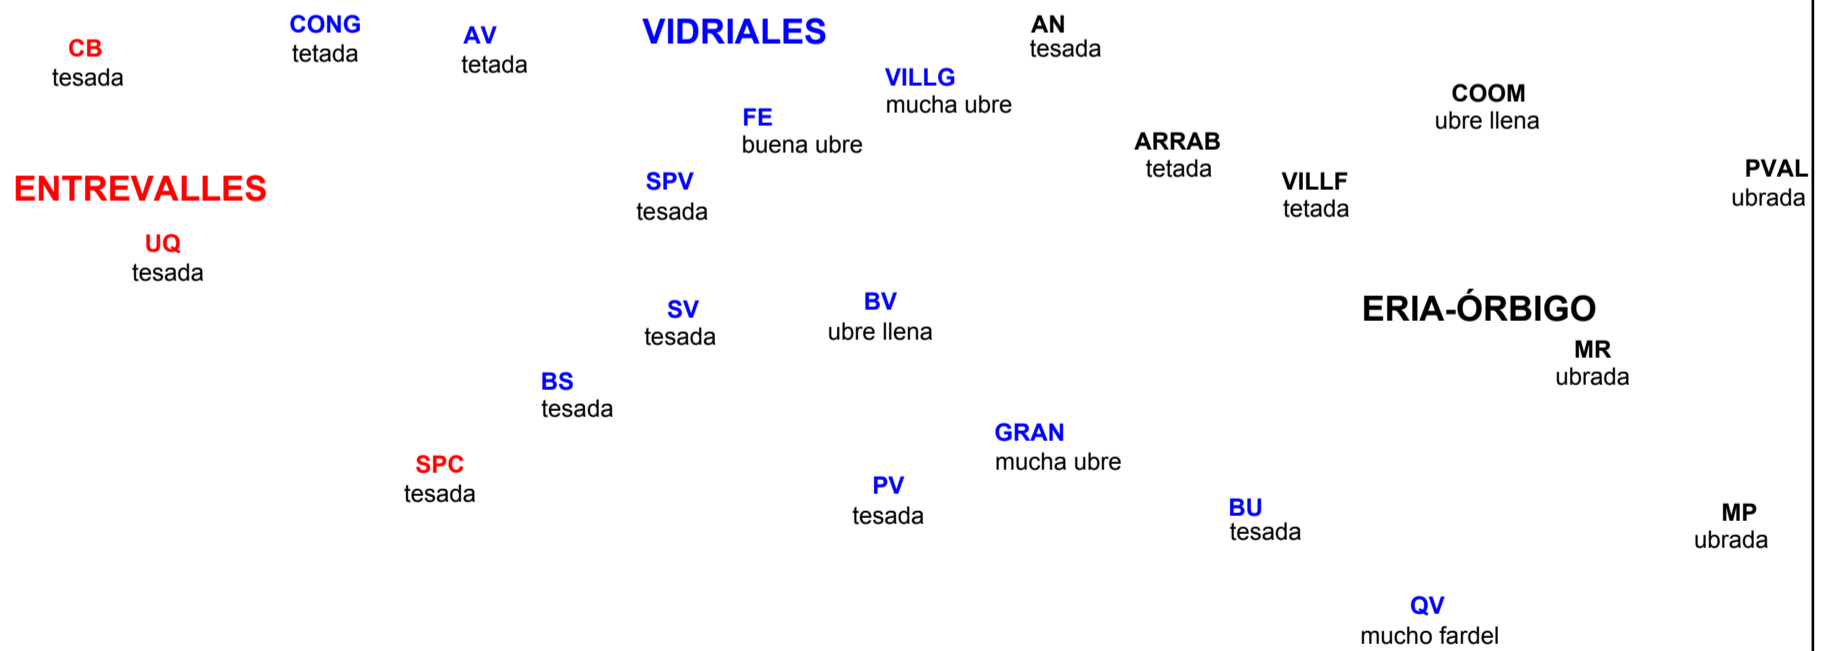 CB
tesada
CONG
tetada
AV
tetada
VIDRIALES
AN
tesada
VILLG
mucha ubre
COOM
ubre llena
FE
buena ubre
ARRAB
tetada
PVAL
ubrada
ENTREVALLES
SPV
tesada
VILLF
tetada
UQ
tesada
SV
tesada
BV
ubre llena
ERIA-ÓRBIGO
MR
ubrada
BS
tesada
GRAN
mucha ubre
SPC
tesada
PV
tesada
BU
tesada
MP
ubrada
QV
mucho fardel